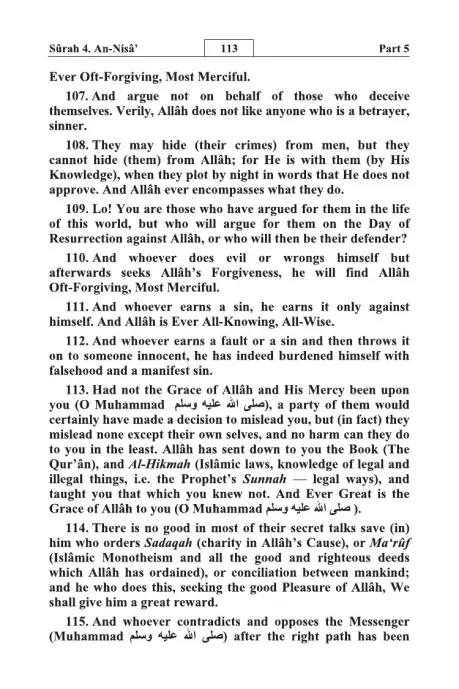 Sûrah 4. An-Nisâ’ 113 Part 5
Ever Oft-Forgiving, Most Merciful.
107. And argue not on behalf of those who deceive
themselves. Verily, Allâh does not like anyone who is a betrayer,
sinner.
108. They may hide (their crimes) from men, but they
cannot hide (them) from Allâh; for He is with them (by His
Knowledge), when they plot by night in words that He does not
approve. And Allâh ever encompasses what they do.
109. Lo! You are those who have argued for them in the life
of this world, but who will argue for them on the Day of
Resurrection against Allâh, or who will then be their defender?
110. And whoever does evil or wrongs himself but
afterwards seeks Allâh’s Forgiveness, he will find Allâh
Oft-Forgiving, Most Merciful.
111. And whoever earns a sin, he earns it only against
himself. And Allâh is Ever All-Knowing, All-Wise.
112. And whoever earns a fault or a sin and then throws it
on to someone innocent, he has indeed burdened himself with
falsehood and a manifest sin.
113. Had not the Grace of Allâh and His Mercy been upon
you (O Muhammad صلى الله عليه وسلم), a party of them would
certainly have made a decision to mislead you, but (in fact) they
mislead none except their own selves, and no harm can they do
to you in the least. Allâh has sent down to you the Book (The
Qur’ân), and Al-Hikmah (Islâmic laws, knowledge of legal and
illegal things, i.e. the Prophet’s Sunnah — legal ways), and
taught you that which you knew not. And Ever Great is the
Grace of Allâh to you (O Muhammad صلى الله عليه وسلم ).
114. There is no good in most of their secret talks save (in)
him who orders Sadaqah (charity in Allâh’s Cause), or Ma‘rûf
(Islâmic Monotheism and all the good and righteous deeds
which Allâh has ordained), or conciliation between mankind;
and he who does this, seeking the good Pleasure of Allâh, We
shall give him a great reward.
115. And whoever contradicts and opposes the Messenger
(Muhammad صلى الله عليه وسلم) after the right path has been